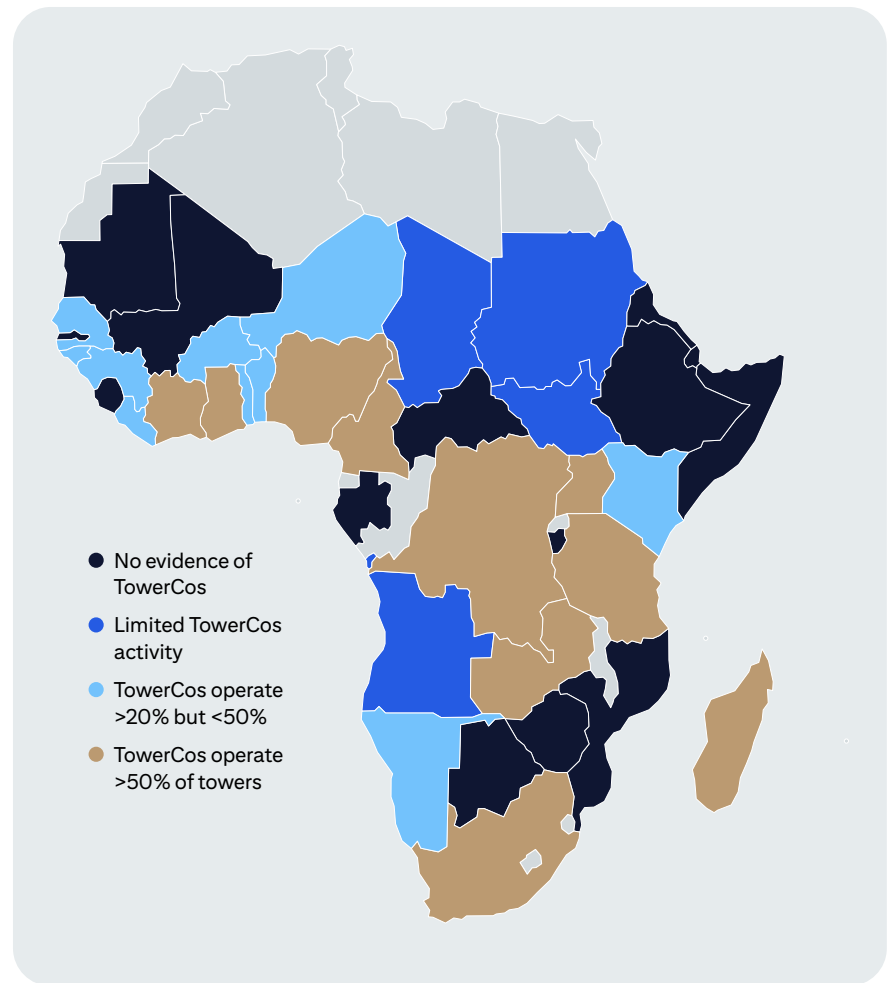 No evidence of
TowerCos
Limited TowerCos
activity
TowerCos operate
>20% but <50%
TowerCos operate
>50% of towers